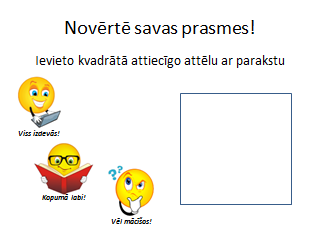 Novērtē savas prasmes!
Ievieto kvadrātā attiecīgo attēlu ar parakstu
Viss izdevās!
Kopumā labi!
??
Vēl mācīšos!